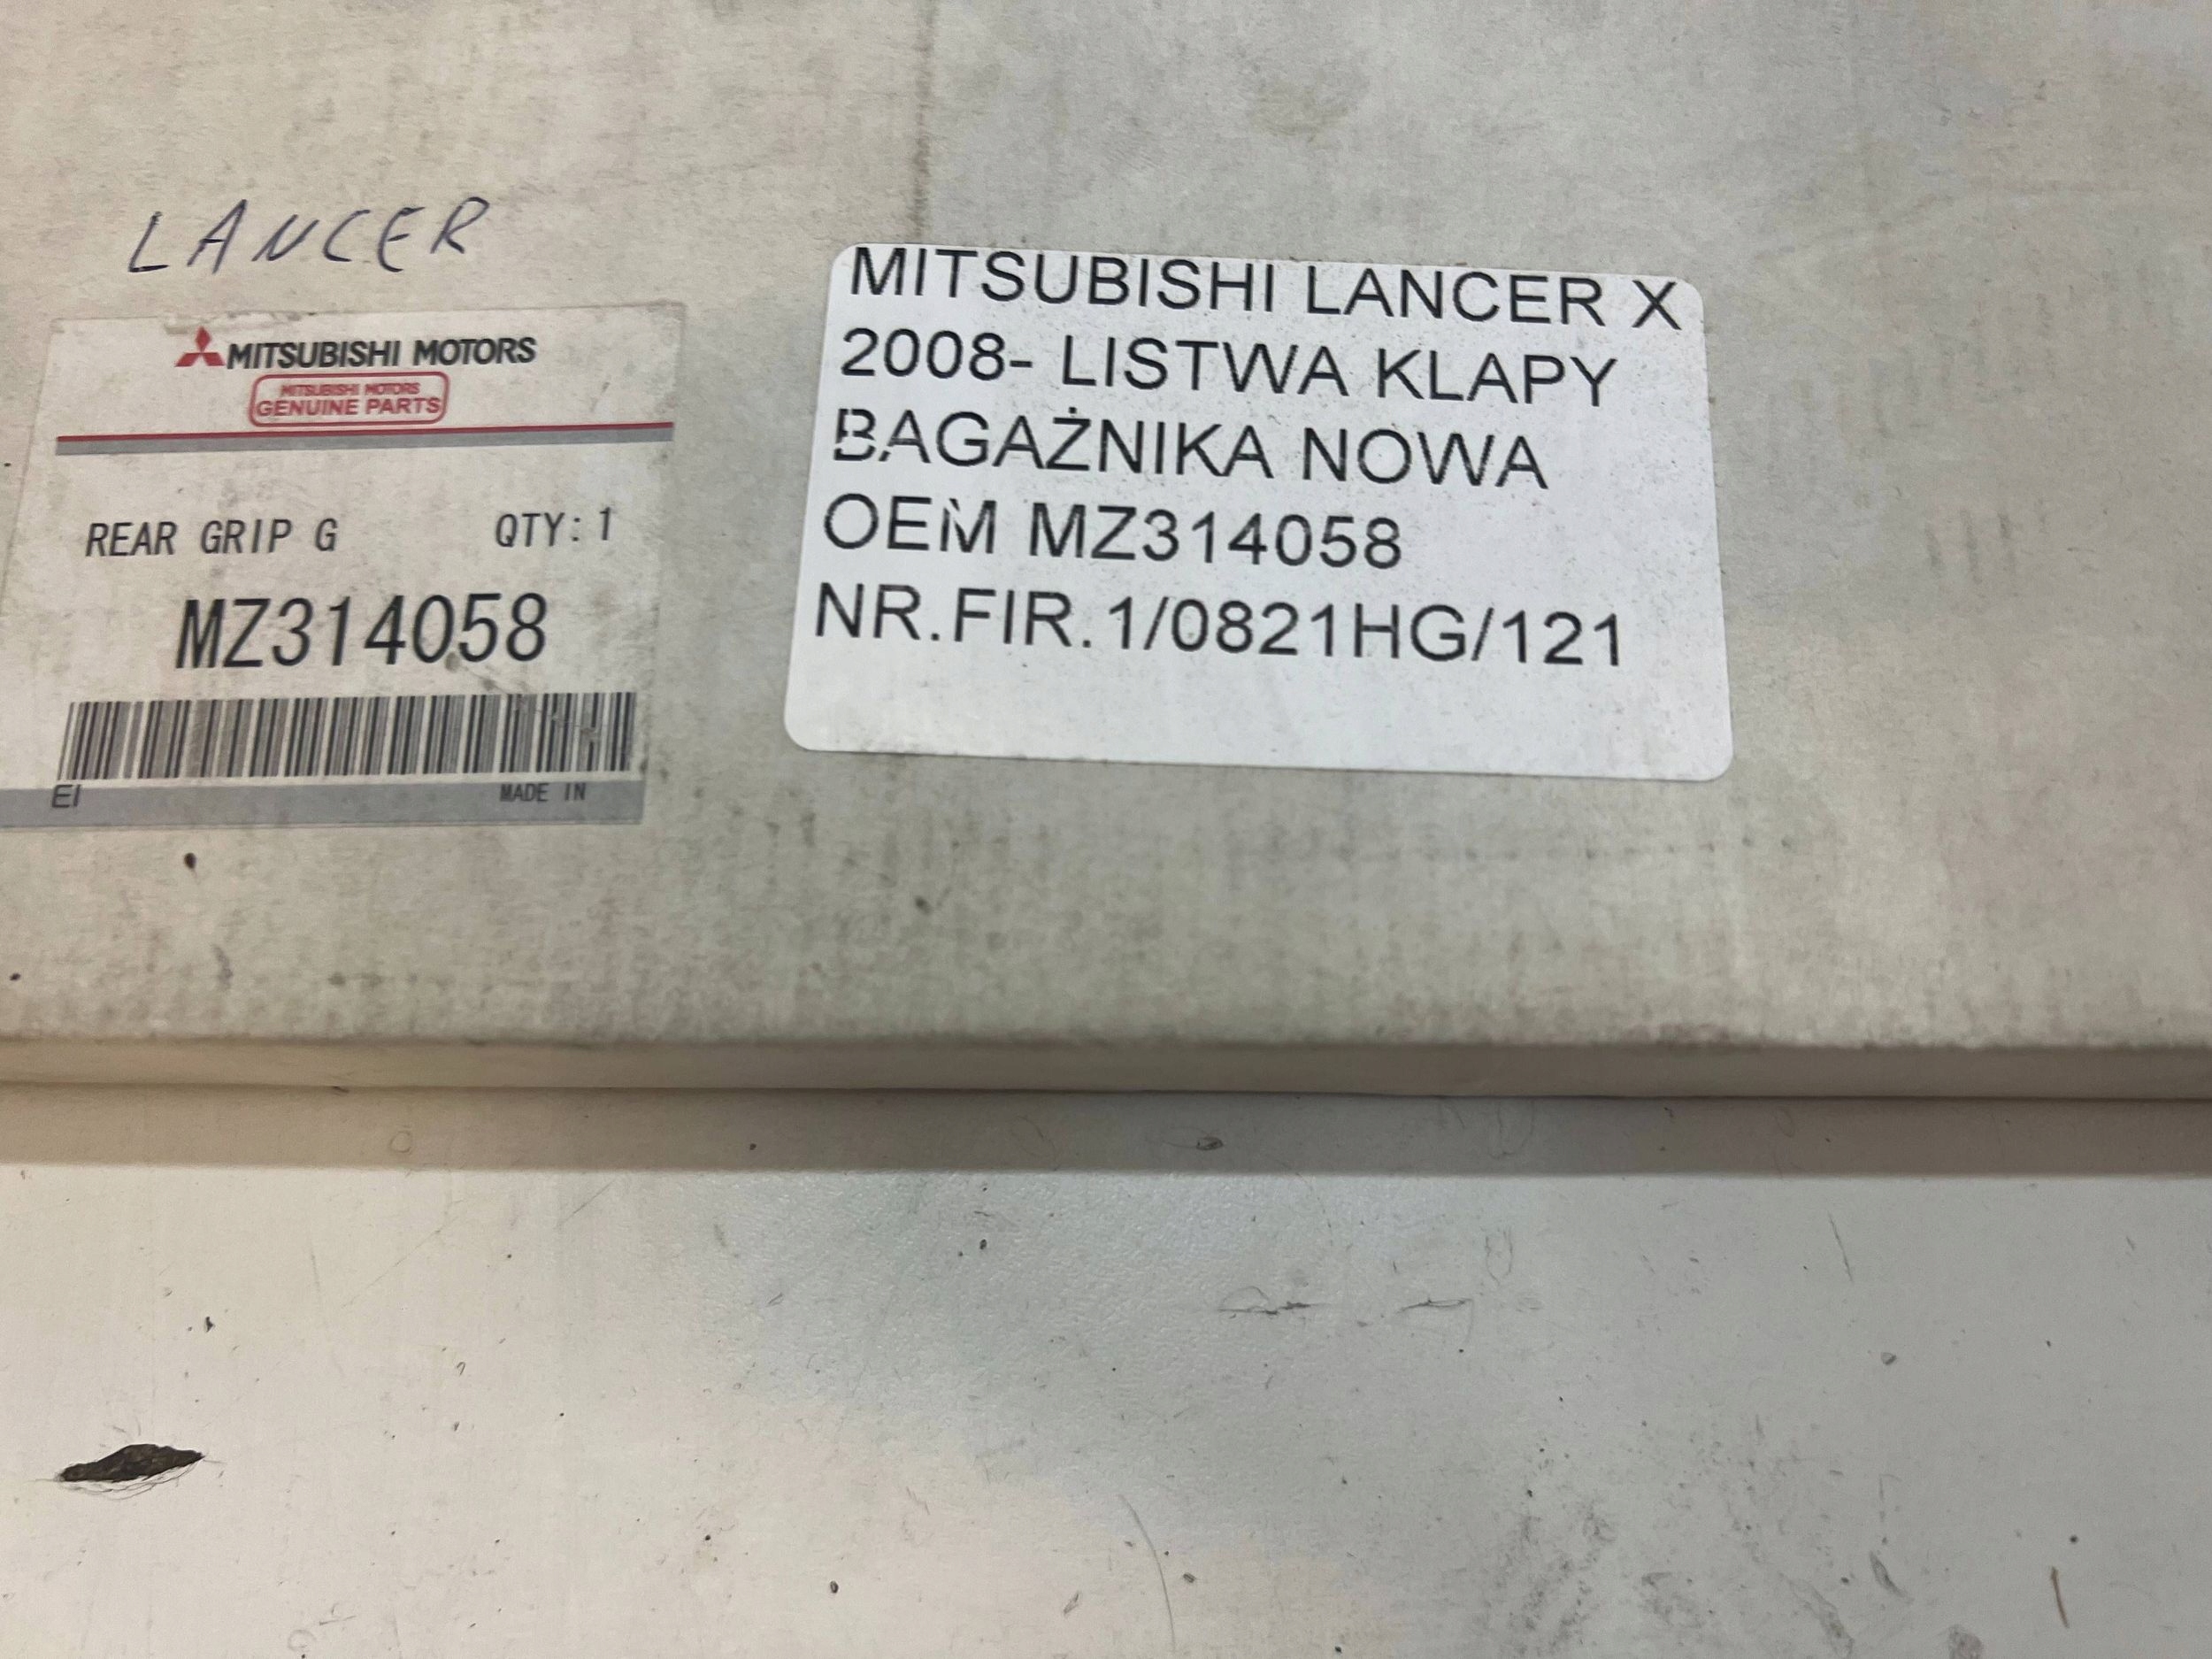 LANCER
MITSUBISHI MOTORS
MITSUBISHI MOTORS
GENUINE PARTS
REAR GRIP G QTY: 1
MZ314058
EI MADE IN
MITSUBISHI LANCER X
2008- LISTWA KLAPY
BAGAŻNIKA NOWA
OEM MZ314058
NR.FIR.1/0821HG/121